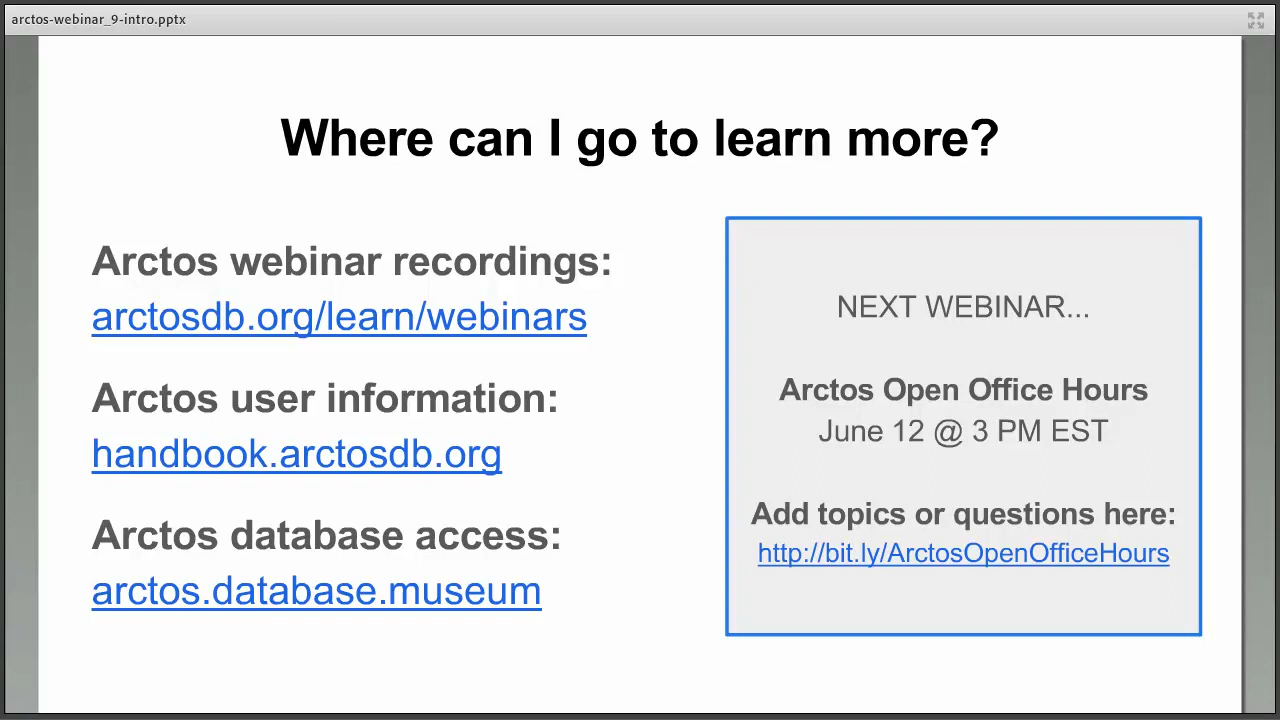 arctos-webinar_9-intro.pptx
Where can I go to learn more?
Arctos webinar recordings:
arctosdb.org/learn/webinars
Arctos user information:
handbook.arctosdb.org
Arctos database access:
arctos.database.museum
NEXT WEBINAR...
Arctos Open Office Hours
June 12 @ 3 PM EST
Add topics or questions here:
http://bit.ly/ArctosOpenOfficeHours